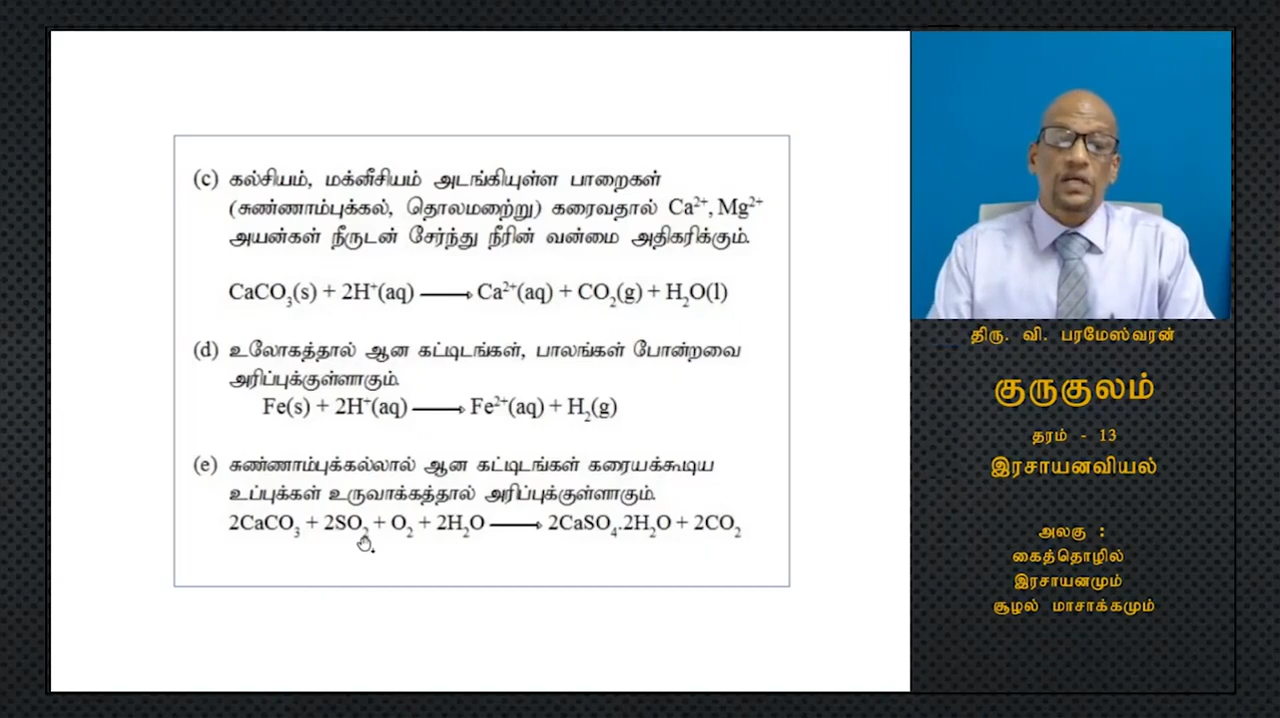 (c) கல்சியம், மக்னீசியம் அடங்கியுள்ள பாறைகள்
(சுண்ணாம்புக்கல், தொலமைற்று) கரைவதால் Ca²⁺, Mg²⁺
அயன்கள் நீருடன் சேர்ந்து நீரின் வன்மை அதிகரிக்கும்.
CaCO₃(s) + 2H⁺(aq) ⟶ Ca²⁺(aq) + CO₂(g) + H₂O(l)
(d) உலோகத்தால் ஆன கட்டிடங்கள், பாலங்கள் போன்றவை
அரிப்புக்குள்ளாகும்.
Fe(s) + 2H⁺(aq) ⟶ Fe²⁺(aq) + H₂(g)
(e) சுண்ணாம்புக்கல்லால் ஆன கட்டிடங்கள் கரையக்கூடிய
உப்புக்கள் உருவாக்கத்தால் அரிப்புக்குள்ளாகும்.
2CaCO₃ + 2SO₂ + O₂ + 2H₂O ⟶ 2CaSO₄.2H₂O + 2CO₂
திரு. வி. பரமேஸ்வரன்
குருகுலம்
தரம் - 13
இரசாயனவியல்
அலகு :
கைத்தொழில்
இரசாயனமும்
சூழல் மாசாக்கமும்